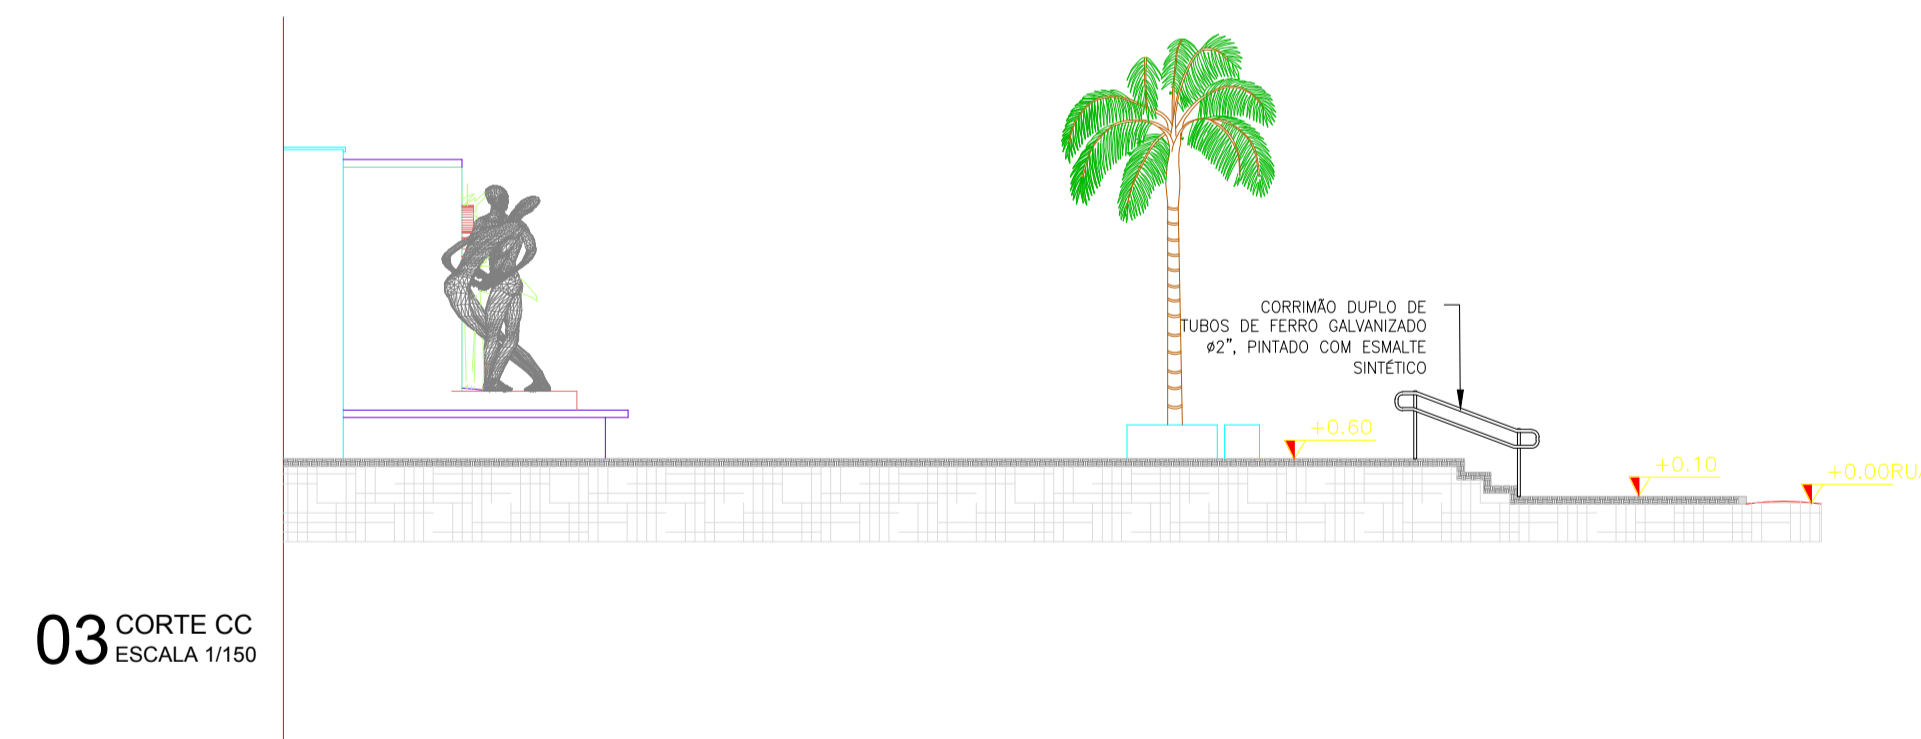 CORRIMÃO DUPLO DE
TUBOS DE FERRO GALVANIZADO
ø2", PINTADO COM ESMALTE
SINTÉTICO
+0.60
+0.10
+0.00RU
03 CORTE CC
ESCALA 1/150